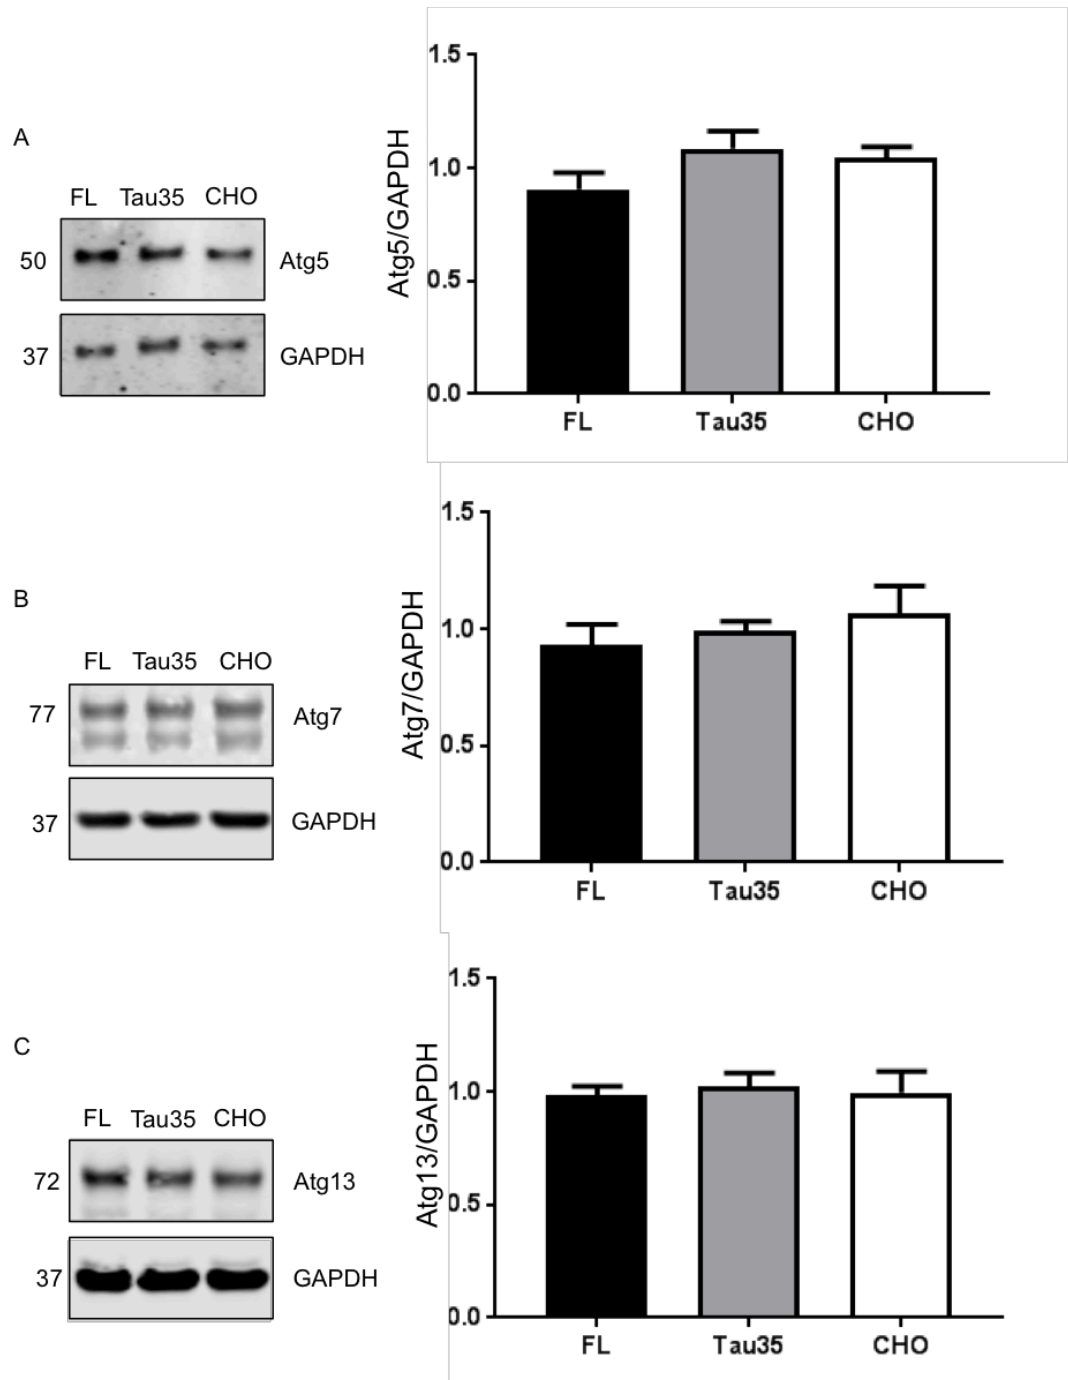 A
FL Tau35 CHO
50 Atg5
37 GAPDH
Atg5/GAPDH
1.5
1.0
0.5
0.0
FL Tau35 CHO
B
FL Tau35 CHO
77 Atg7
37 GAPDH
Atg7/GAPDH
1.5
1.0
0.5
0.0
FL Tau35 CHO
C
FL Tau35 CHO
72 Atg13
37 GAPDH
Atg13/GAPDH
1.5
1.0
0.5
0.0
FL Tau35 CHO